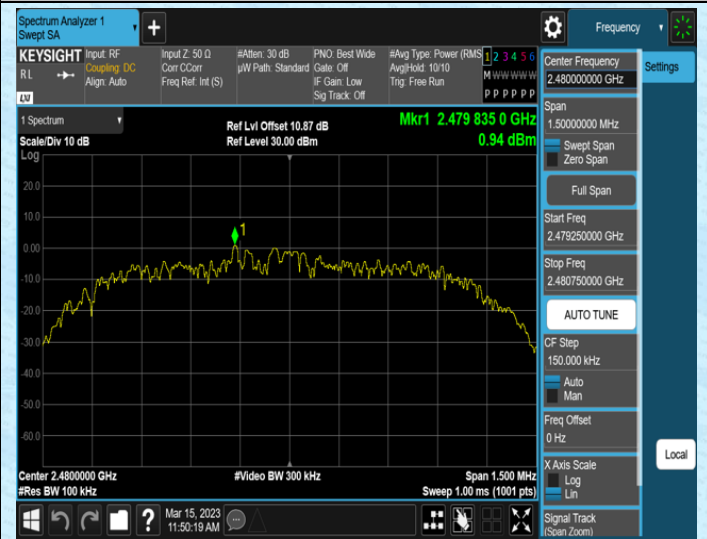 Spectrum Analyzer 1
Swept SA
+
Frequency
KEYSIGHT
RL
LXI
Input: RF
Coupling: DC
Align: Auto
Input Z: 50 Ω
Corr CCorr
Freq Ref: Int (S)
#Atten: 30 dB
µW Path: Standard
PNO: Best Wide
Gate: Off
IF Gain: Low
Sig Track: Off
#Avg Type: Power (RMS
Avg|Hold: 10/10
Trig: Free Run
1 2 3 4 5 6
M W W W W W
P P P P P P
1 Spectrum
Scale/Div 10 dB
Log
Ref Lvl Offset 10.87 dB
Ref Level 30.00 dBm
Mkr1 2.479 835 0 GHz
0.94 dBm
20.0
10.0
0.00
-10.0
-20.0
-30.0
-40.0
-50.0
-60.0
1
Center 2.4800000 GHz
#Res BW 100 kHz
#Video BW 300 kHz
Span 1.500 MHz
Sweep 1.00 ms (1001 pts)
Center Frequency
2.480000000 GHz
Settings
Span
1.50000000 MHz
Swept Span
Zero Span
Full Span
Start Freq
2.479250000 GHz
Stop Freq
2.480750000 GHz
AUTO TUNE
CF Step
150.000 kHz
Auto
Man
Freq Offset
0 Hz
X Axis Scale
Log
Lin
Local
Signal Track
(Span Zoom)
?
Mar 15, 2023
11:50:19 AM